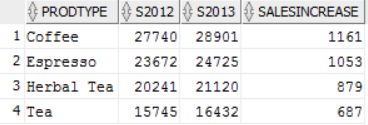 PRODTYPE S2012 S2013 SALESINCREASE
1 Coffee 27740 28901 1161
2 Espresso 23672 24725 1053
3 Herbal Tea 20241 21120 879
4 Tea 15745 16432 687